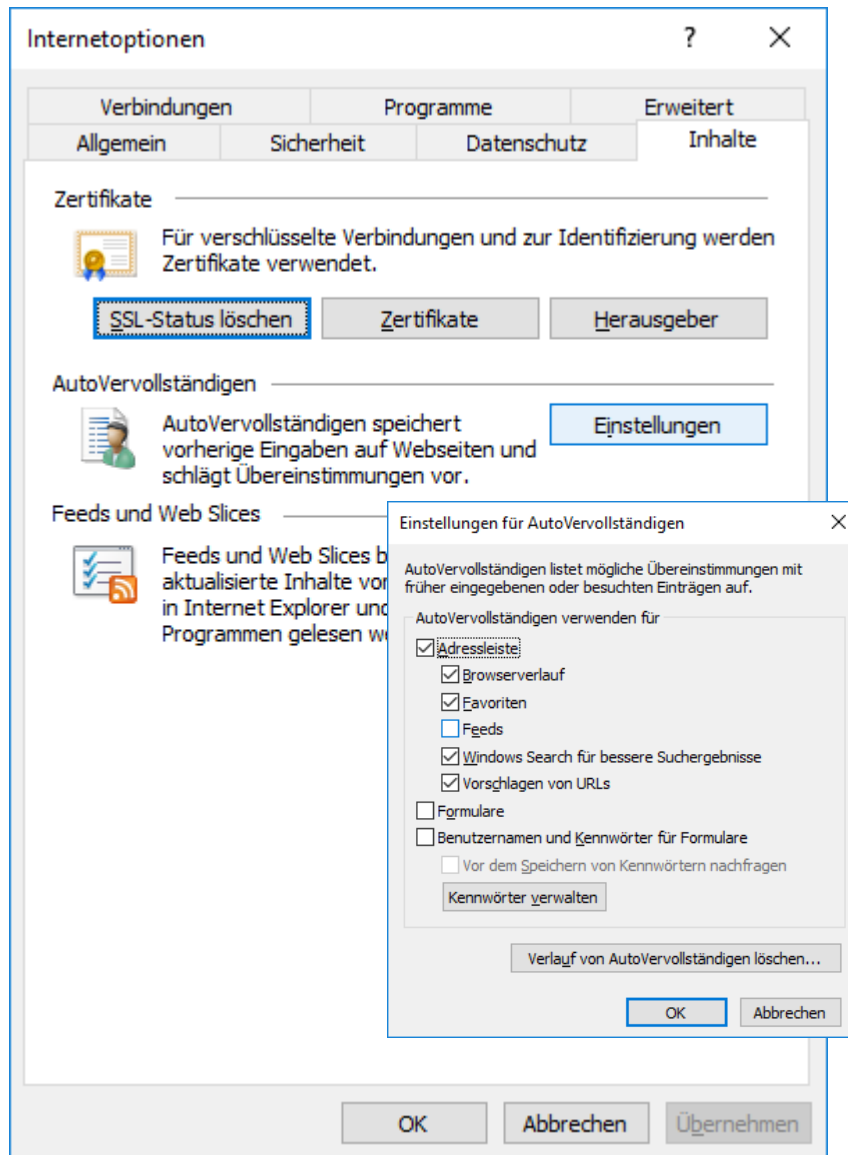 Internetoptionen
?
Verbindungen Programme Erweitert
Allgemein Sicherheit Datenschutz Inhalte
Zertifikate
Für verschlüsselte Verbindungen und zur Identifizierung werden
Zertifikate verwendet.
SSL-Status löschen Zertifikate Herausgeber
AutoVervollständigen
AutoVervollständigen speichert
vorherige Eingaben auf Webseiten und
schlägt Übereinstimmungen vor.
Einstellungen
Feeds und Web Slices
Feeds und Web Slices b
aktualisierte Inhalte vor
in Internet Explorer und
Programmen gelesen we
Einstellungen für AutoVervollständigen
AutoVervollständigen listet mögliche Übereinstimmungen mit
früher eingegebenen oder besuchten Einträgen auf.
AutoVervollständigen verwenden für
Adressleiste
Browserverlauf
Favoriten
Feeds
Windows Search für bessere Suchergebnisse
Vorschlagen von URLs
Formulare
Benutzernamen und Kennwörter für Formulare
Vor dem Speichern von Kennwörtern nachfragen
Kennwörter verwalten
Verlauf von AutoVervollständigen löschen...
OK Abbrechen
OK Abbrechen Übernehmen